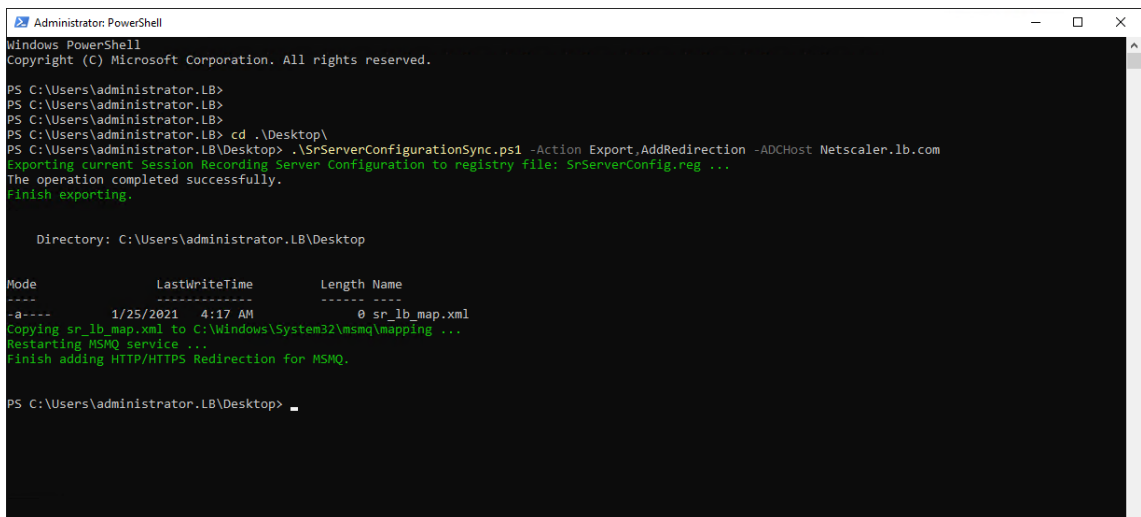 Administrator: PowerShell
Windows PowerShell
Copyright (C) Microsoft Corporation. All rights reserved.
PS C:\Users\administrator.LB>
PS C:\Users\administrator.LB>
PS C:\Users\administrator.LB>
PS C:\Users\administrator.LB> cd .\Desktop\
PS C:\Users\administrator.LB\Desktop> .\SrServerConfigurationSync.ps1 -Action Export,AddRedirection -ADCHost Netscaler.lb.com
Exporting current Session Recording Server Configuration to registry file: SrServerConfig.reg ...
The operation completed successfully.
Finish exporting.
    Directory: C:\Users\administrator.LB\Desktop
Mode                LastWriteTime         Length Name
----                -------------         ------ ----
-a----        1/25/2021   4:17 AM              0 sr_lb_map.xml
Copying sr_lb_map.xml to C:\Windows\System32\msmq\mapping ...
Restarting MSMQ service ...
Finish adding HTTP/HTTPS Redirection for MSMQ.
PS C:\Users\administrator.LB\Desktop>